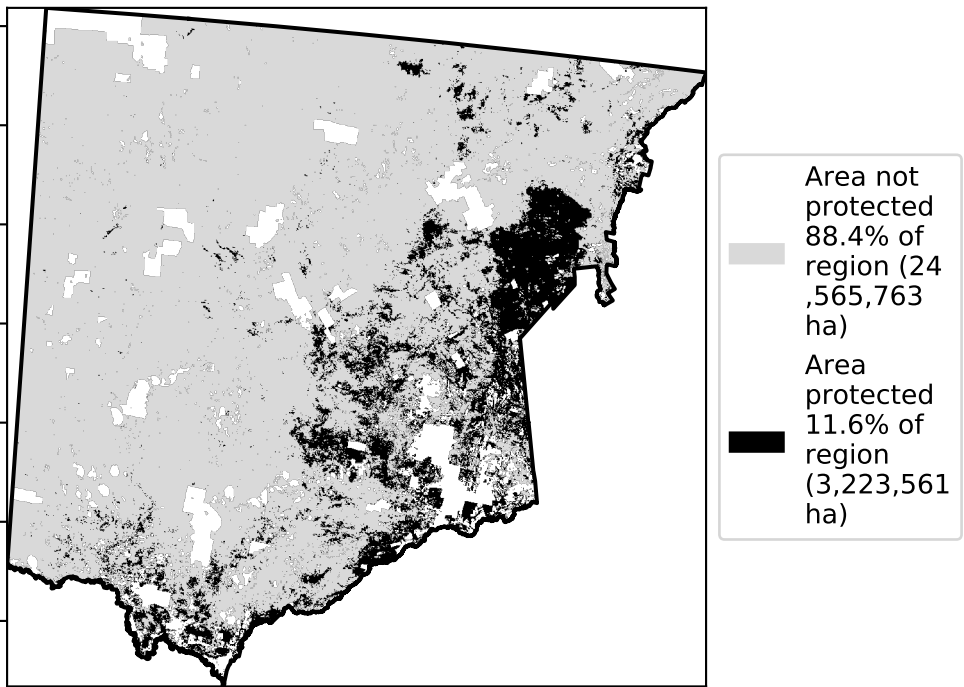 Area not
protected
88.4% of
region (24
,565,763
ha)
Area
protected
11.6% of
region
(3,223,561
ha)